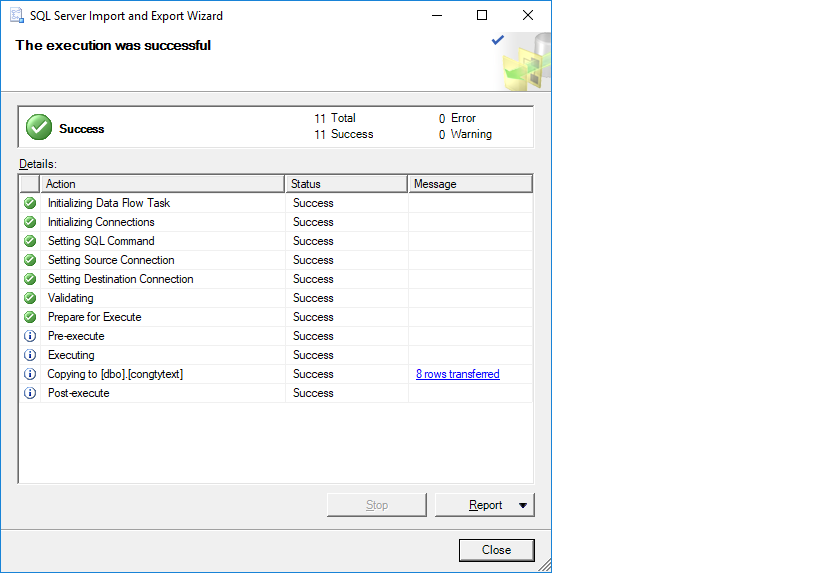 SQL Server Import and Export Wizard
The execution was successful
Success
11 Total
0 Error
11 Success
0 Warning
Details:
Action Status Message
Initializing Data Flow Task Success
Initializing Connections Success
Setting SQL Command Success
Setting Source Connection Success
Setting Destination Connection Success
Validating Success
Prepare for Execute Success
Pre-execute Success
Executing Success
Copying to [dbo].[congtytext] Success 8 rows transferred
Post-execute Success
Stop Report
Close